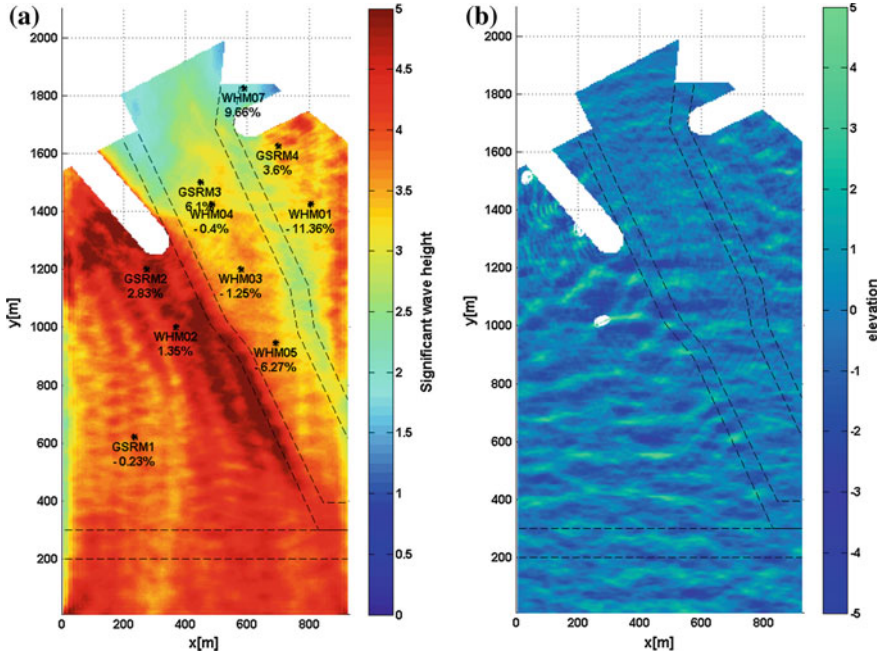 (a)
2000
1800
1600
1400
1200
1000
800
600
400
200
y[m]
0 200 400 600 800
x[m]
WHM07
9.66%
GSRM4
3.6%
GSRM3
6.1%
WHM04
-0.4%
WHM01
-11.36%
GSRM2
2.83%
WHM03
-1.25%
WHM02
1.35%
WHM05
-6.27%
GSRM1
-0.23%
5
4.5
4
3.5
3
2.5
2
1.5
1
0.5
0
Significant wave height
(b)
2000
1800
1600
1400
1200
1000
800
600
400
200
y[m]
0 200 400 600 800
x[m]
5
4
3
2
1
0
-1
-2
-3
-4
-5
elevation